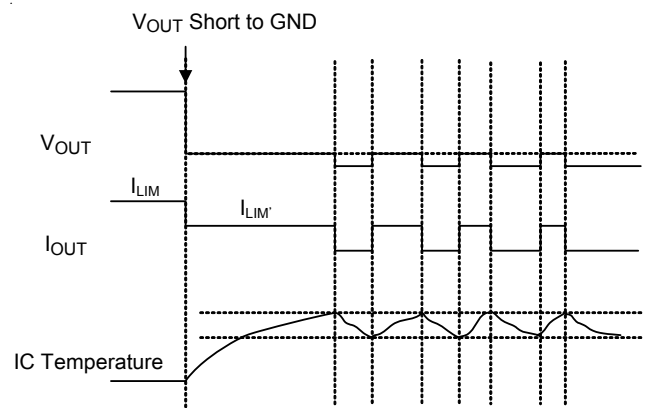 VOUT Short to GND
VOUT
ILIM
ILIM'
IOUT
IC Temperature